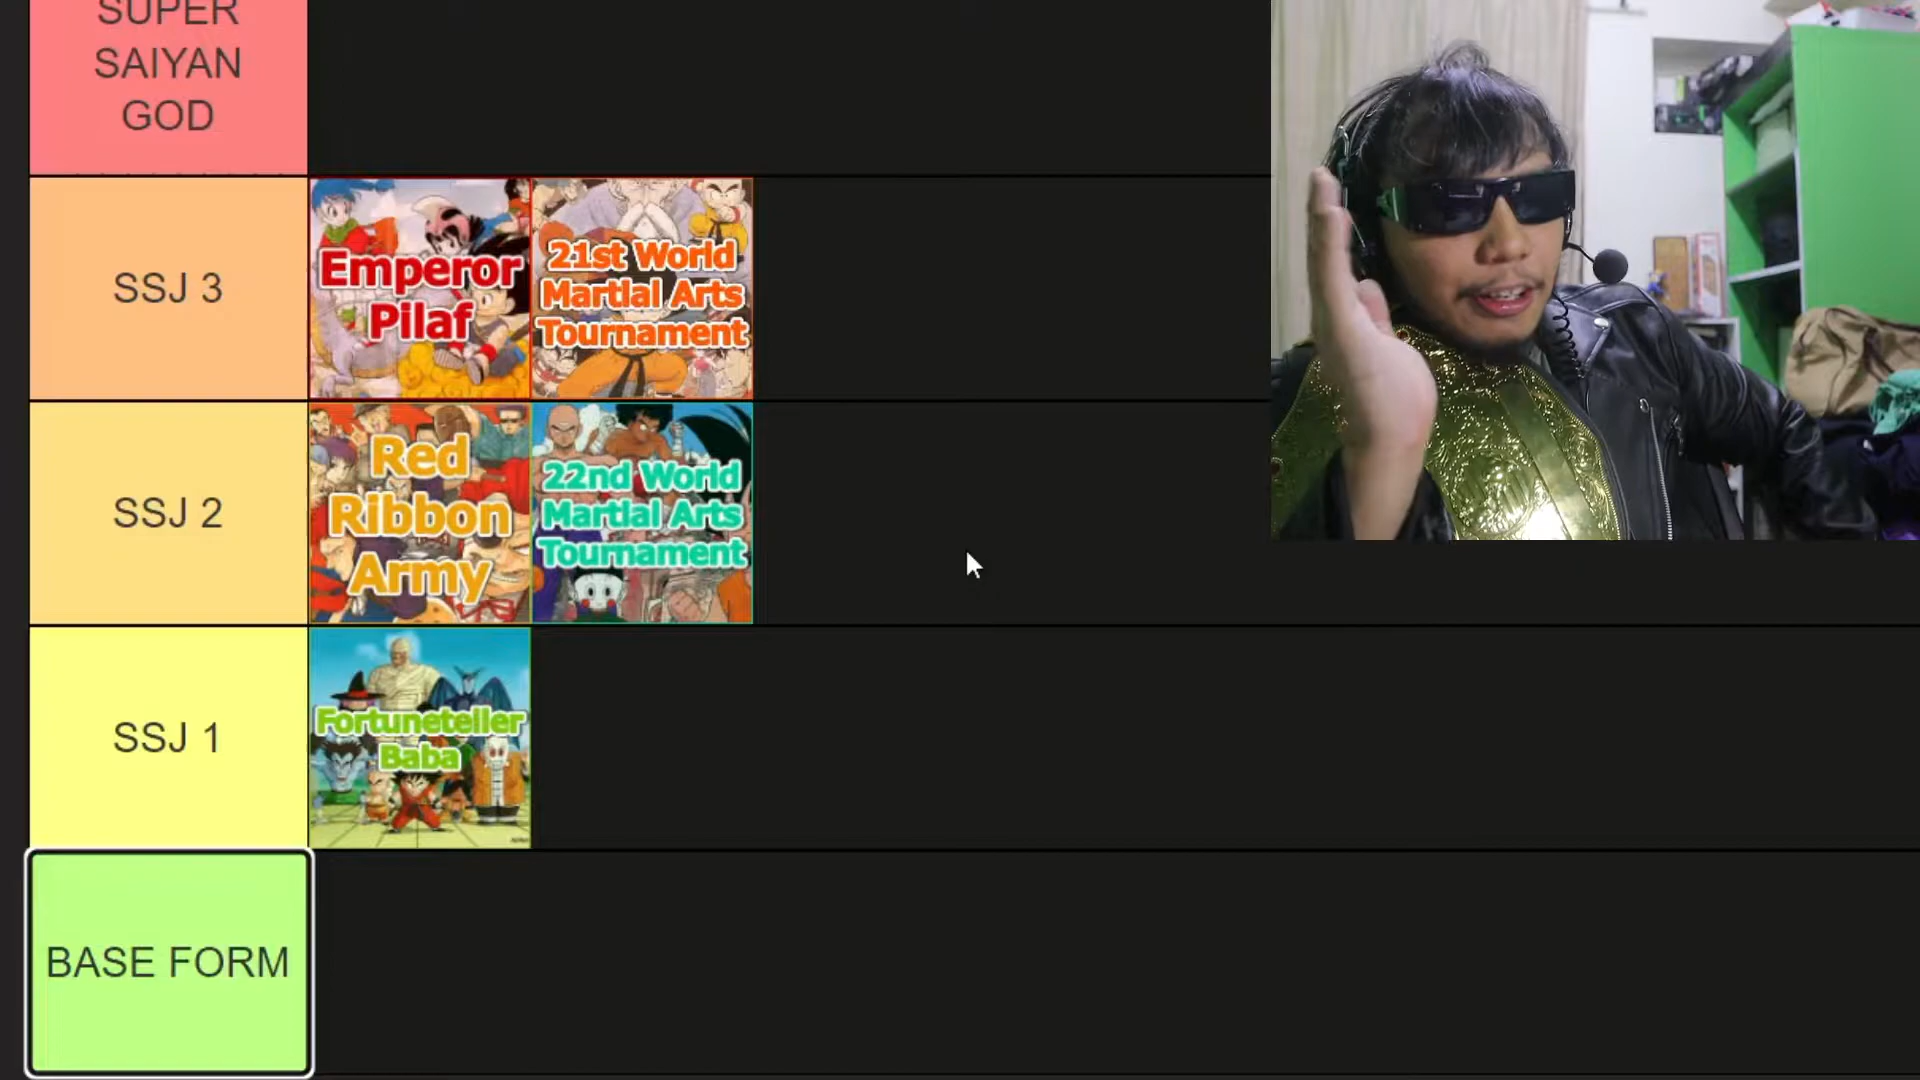 SUPER
SAIYAN
GOD
SSJ 3
Emperor
Pilaf
21st World
Martial Arts
Tournament
SSJ 2
Red
Ribbon
Army
22nd World
Martial Arts
Tournament
SSJ 1
Fortuneteller
Baba
BASE FORM